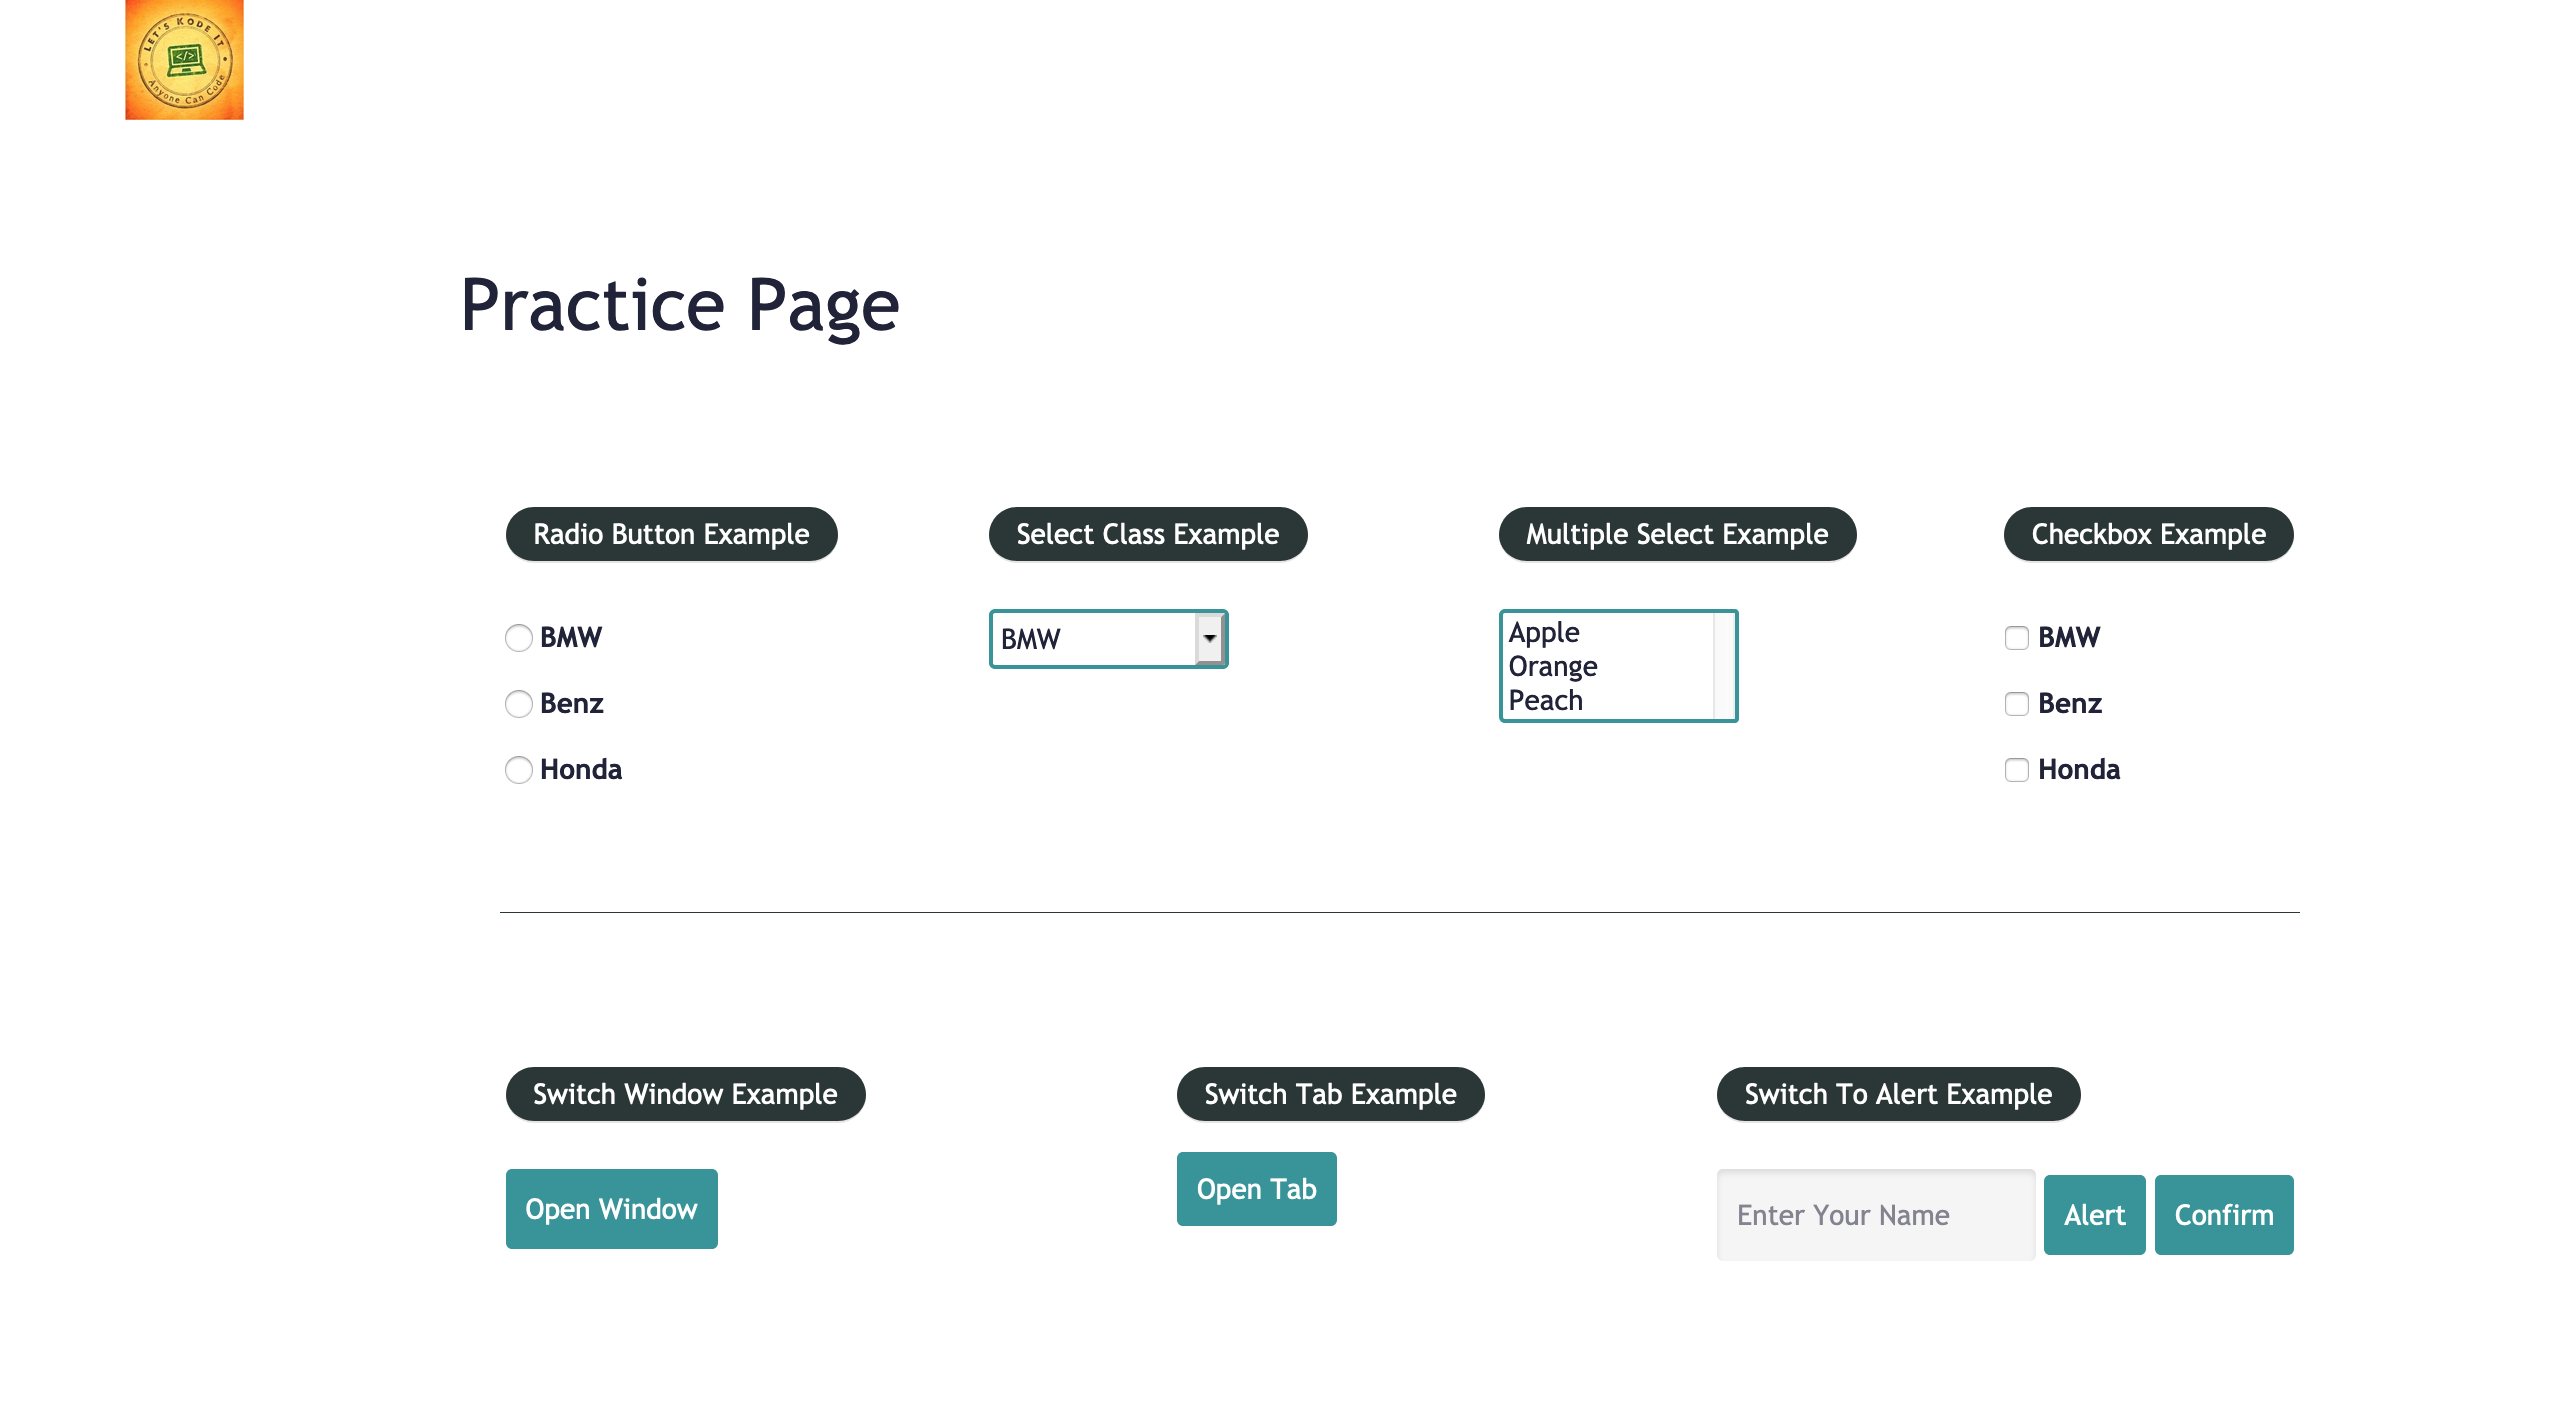 LET'S KODE IT
</>
Anyone Can Code
Practice Page
Radio Button Example
BMW
Benz
Honda
Select Class Example
BMW
Multiple Select Example
Apple
Orange
Peach
Checkbox Example
BMW
Benz
Honda
Switch Window Example
Open Window
Switch Tab Example
Open Tab
Switch To Alert Example
Enter Your Name
Alert
Confirm